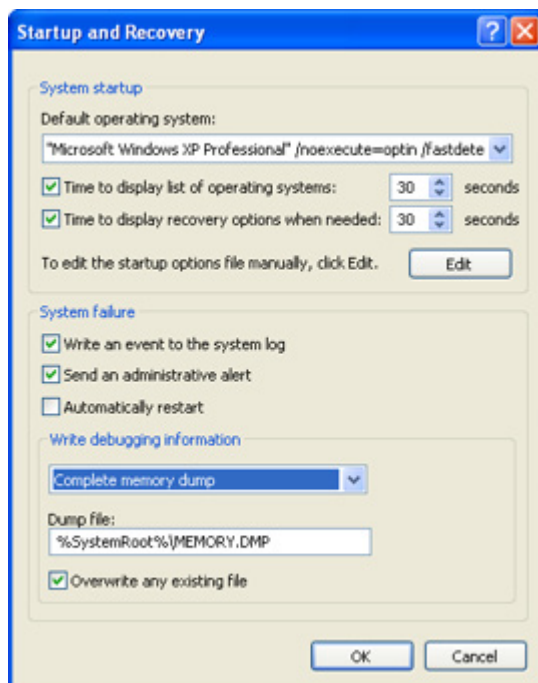 Startup and Recovery
System startup
Default operating system:
"Microsoft Windows XP Professional" /noexecute=optin /fastdete
Time to display list of operating systems: 30 seconds
Time to display recovery options when needed: 30 seconds
To edit the startup options file manually, click Edit. Edit
System failure
Write an event to the system log
Send an administrative alert
Automatically restart
Write debugging information
Complete memory dump
Dump file:
%SystemRoot%\MEMORY.DMP
Overwrite any existing file
OK Cancel